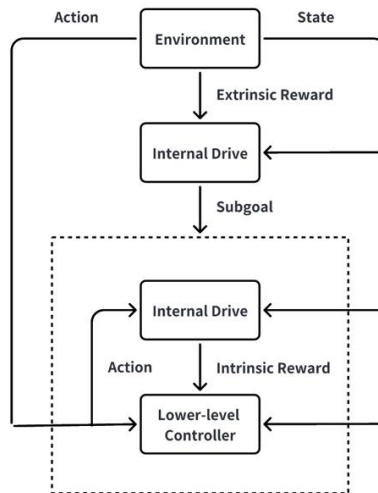 Action
State
Environment
Extrinsic Reward
Internal Drive
Subgoal
Internal Drive
Action
Intrinsic Reward
Lower-level
Controller